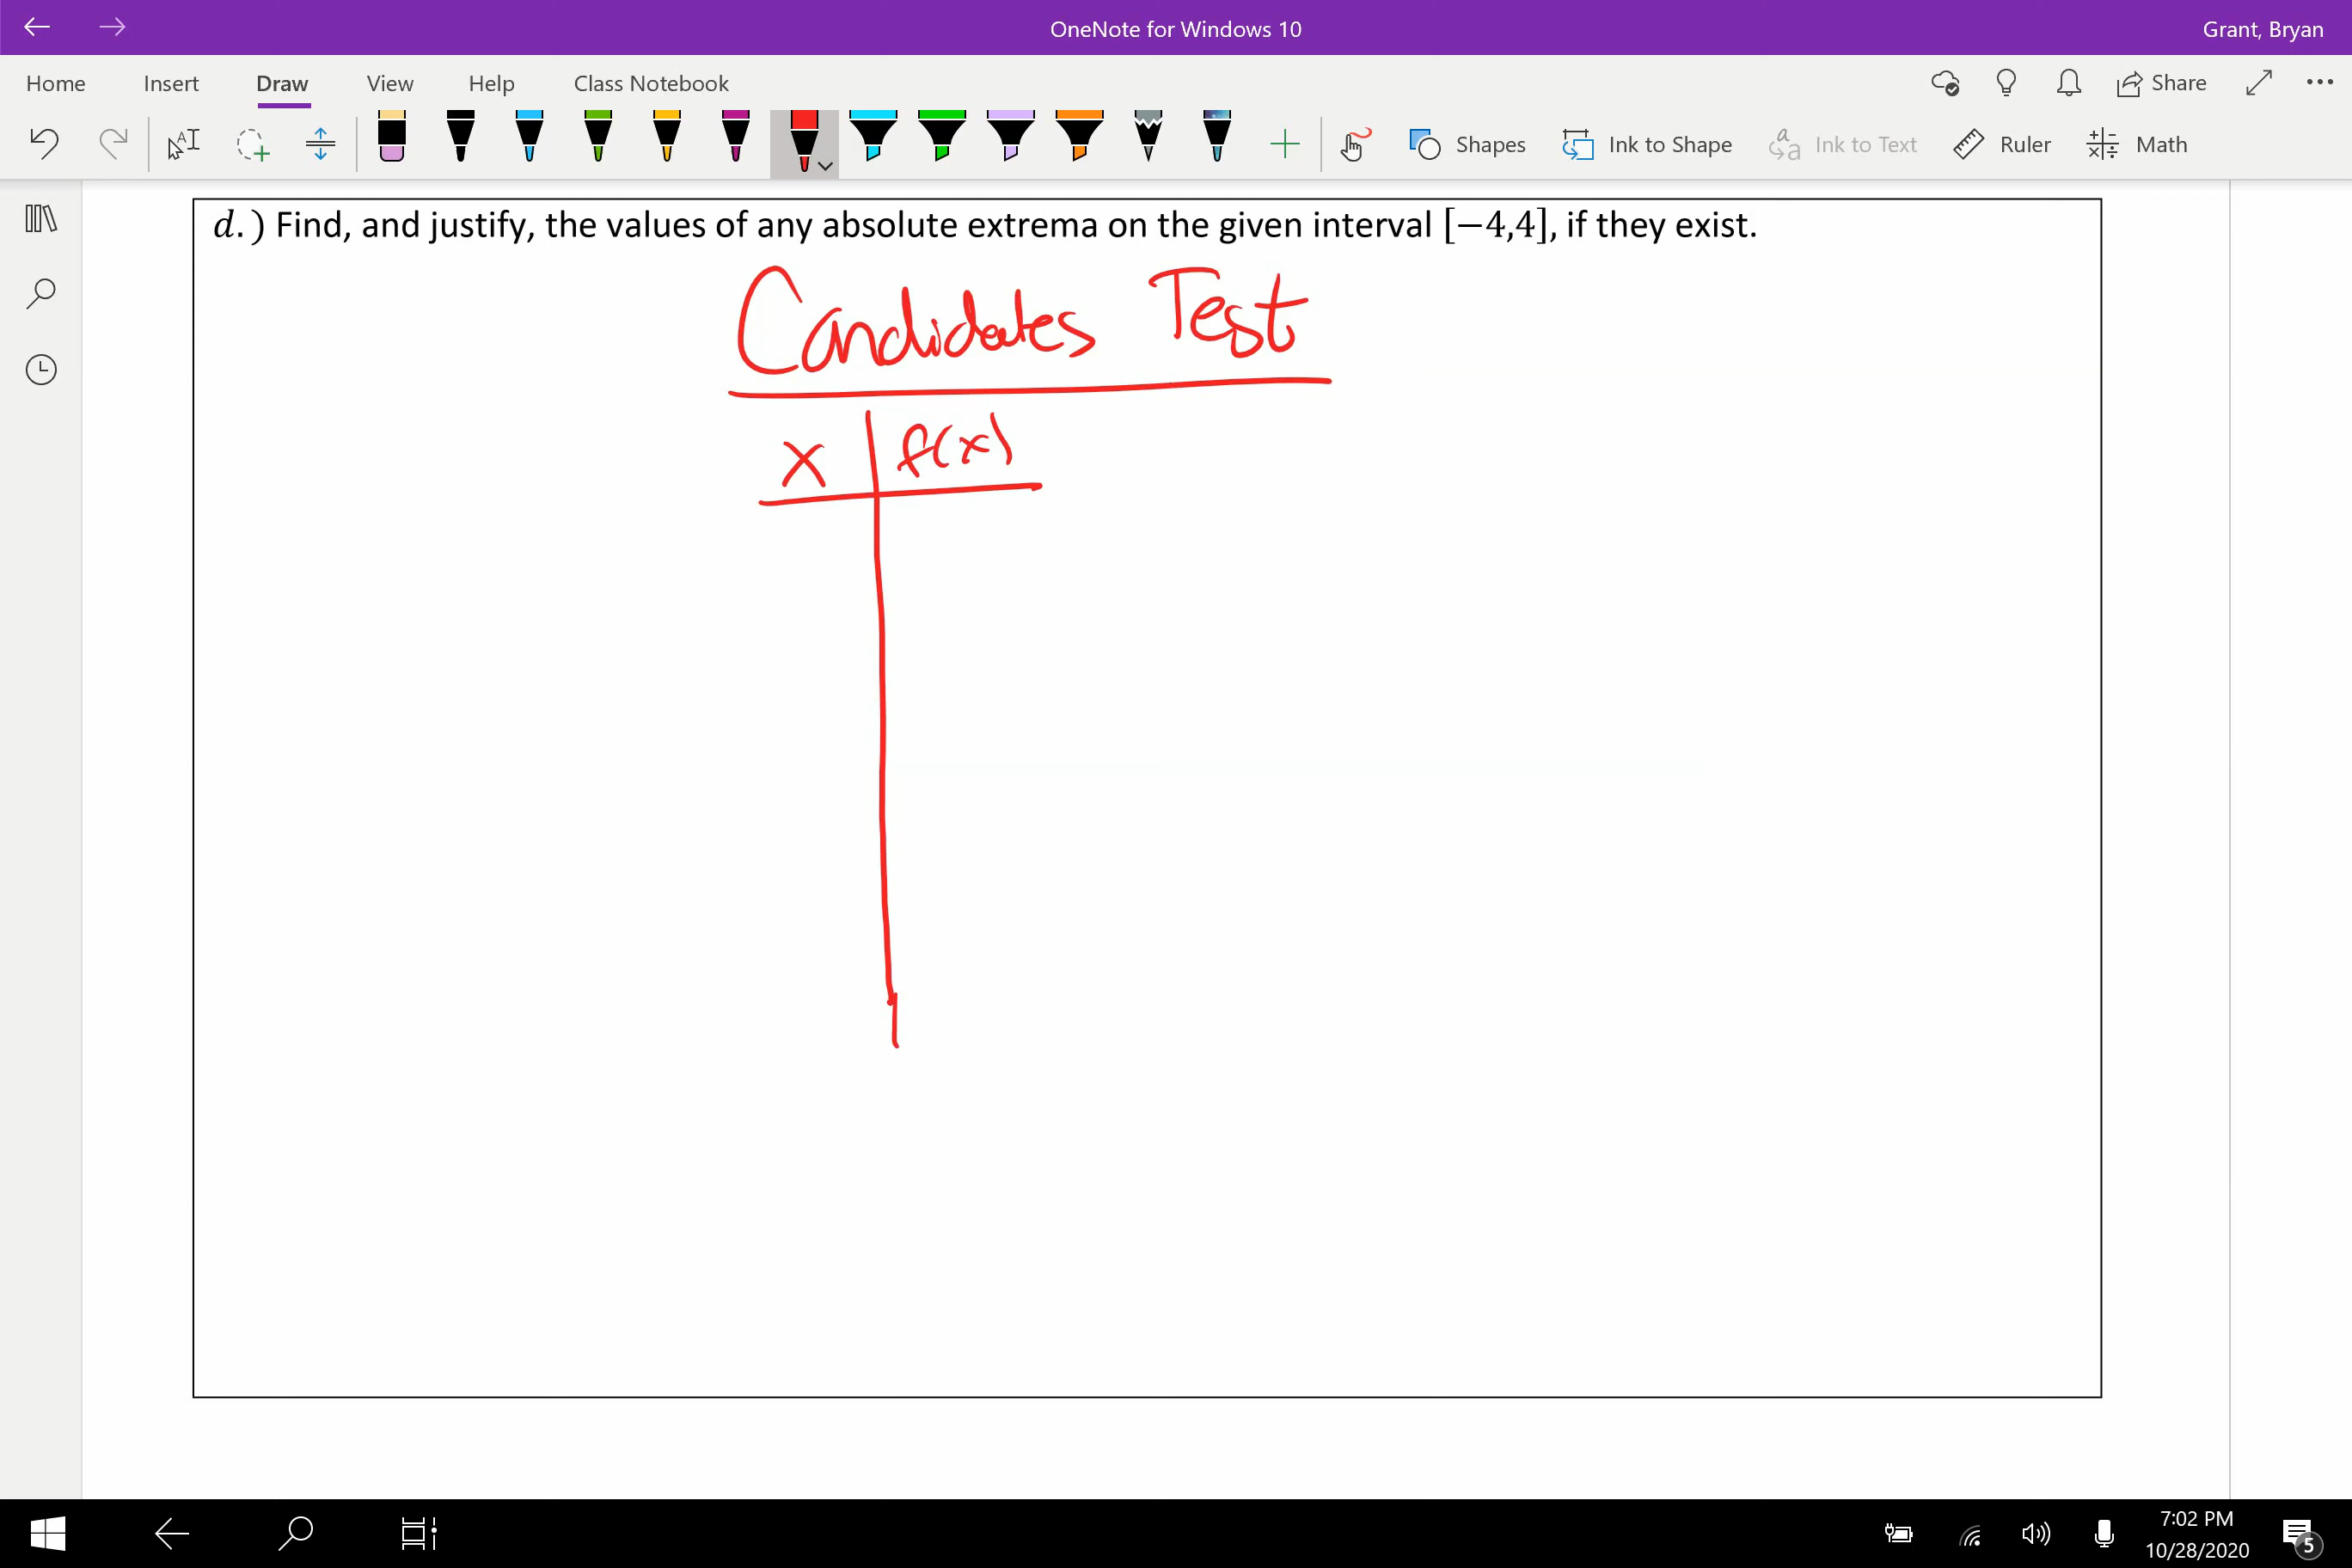 OneNote for Windows 10
Grant, Bryan
Home Insert Draw View Help Class Notebook
Share
Shapes Ink to Shape Ink to Text Ruler Math
d.) Find, and justify, the values of any absolute extrema on the given interval [−4,4], if they exist.
Candidates Test
x f(x)
7:02 PM
10/28/2020
5